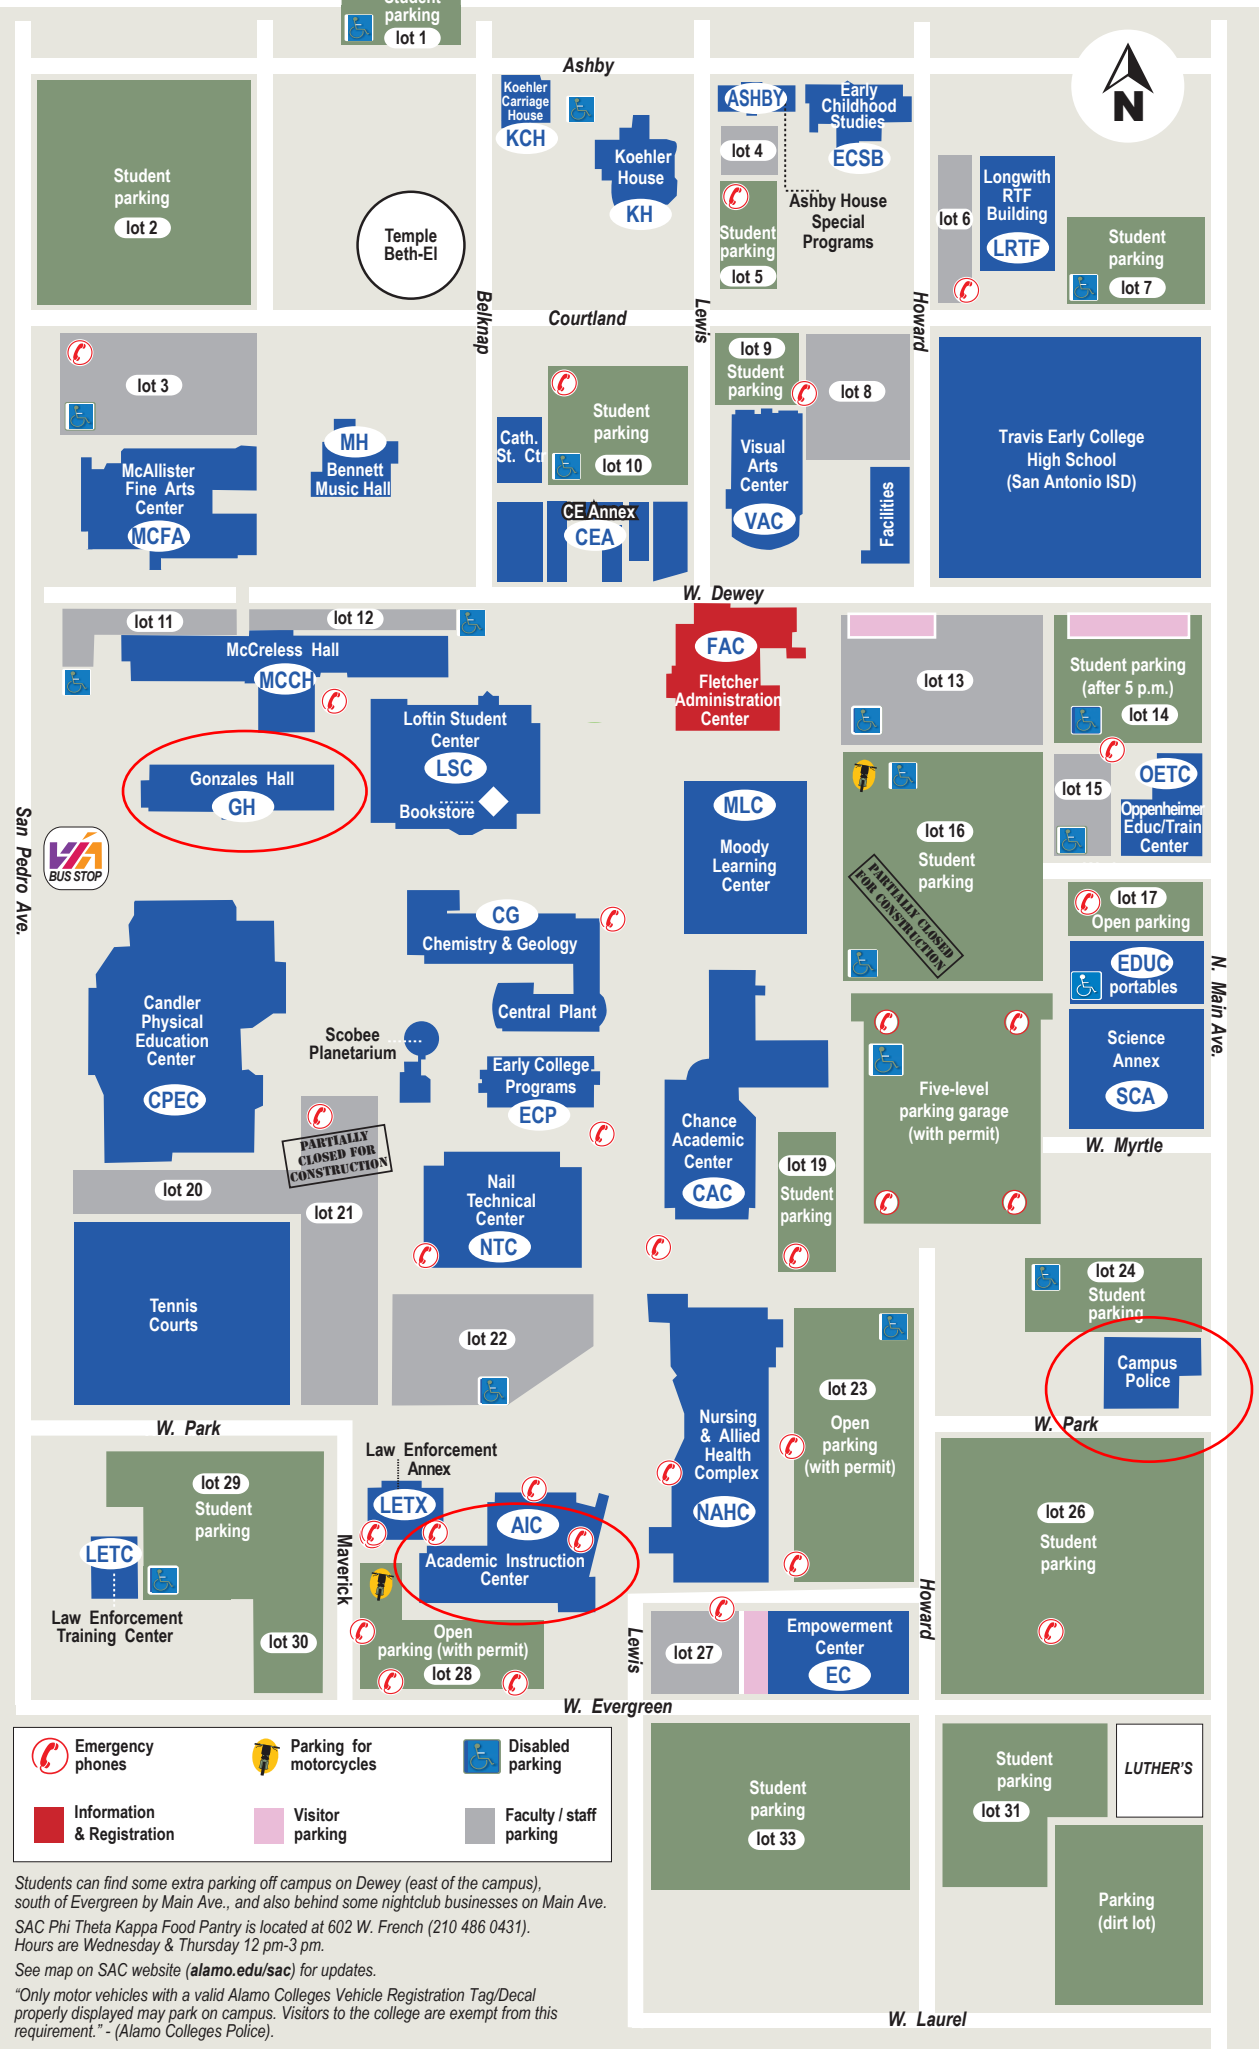 Student
parking
lot 1
Ashby
Koehler
Carriage
House
KCH
Koehler
House
KH
ASHBY
Early
Childhood
Studies
ECSB
lot 4
Ashby House
Special
Programs
Student
parking
lot 5
Longwith
RTF
Building
LRTF
lot 6
Student
parking
lot 7
N
Student
parking
lot 2
Temple
Beth-El
Belknap
Courtland
Lewis
Howard
lot 3
McAllister
Fine Arts
Center
MCFA
MH
Bennett
Music Hall
Cath.
St. Ctr
Student
parking
lot 10
CE Annex
CEA
lot 9
Student
parking
lot 8
Visual
Arts
Center
VAC
Facilities
Travis Early College
High School
(San Antonio ISD)
W. Dewey
lot 11
lot 12
McCreless Hall
MCCH
Gonzales Hall
GH
Loftin Student
Center
LSC
Bookstore
FAC
Fletcher
Administration
Center
lot 13
Student parking
(after 5 p.m.)
lot 14
MLC
Moody
Learning
Center
lot 16
Student
parking
PARTIALLY CLOSED
FOR CONSTRUCTION
lot 15
OETC
Oppenheimer
Educ/Train
Center
San Pedro Ave.
VIA
BUS STOP
lot 17
Open parking
EDUC
portables
N. Main Ave.
CG
Chemistry & Geology
Central Plant
Candler
Physical
Education
Center
CPEC
Scobee
Planetarium
Early College
Programs
ECP
Science
Annex
SCA
Five-level
parking garage
(with permit)
Chance
Academic
Center
CAC
W. Myrtle
PARTIALLY
CLOSED FOR
CONSTRUCTION
lot 20
lot 21
Nail
Technical
Center
NTC
lot 19
Student
parking
lot 24
Student
parking
Tennis
Courts
lot 22
Campus
Police
lot 23
Open
parking
(with permit)
Nursing
& Allied
Health
Complex
NAHC
W. Park
W. Park
Law Enforcement
Annex
LETX
lot 29
Student
parking
LETC
Law Enforcement
Training Center
lot 30
Maverick
AIC
Academic Instruction
Center
Open
parking (with permit)
lot 28
lot 26
Student
parking
Lewis
lot 27
Empowerment
Center
EC
Howard
W. Evergreen
Emergency
phones
Parking for
motorcycles
Disabled
parking
Information
& Registration
Visitor
parking
Faculty / staff
parking
Student
parking
lot 33
Student
parking
lot 31
LUTHER'S
Parking
(dirt lot)
W. Laurel
Students can find some extra parking off campus on Dewey (east of the campus),
south of Evergreen by Main Ave., and also behind some nightclub businesses on Main Ave.
SAC Phi Theta Kappa Food Pantry is located at 602 W. French (210 486 0431).
Hours are Wednesday & Thursday 12 pm-3 pm.
See map on SAC website (alamo.edu/sac) for updates.
“Only motor vehicles with a valid Alamo Colleges Vehicle Registration Tag/Decal
properly displayed may park on campus. Visitors to the college are exempt from this
requirement.” - (Alamo Colleges Police).